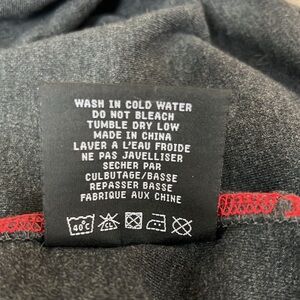 WASH IN COLD WATER
DO NOT BLEACH
TUMBLE DRY LOW
MADE IN CHINA
LAVER A L'EAU FROIDE
NE PAS JAVELLISER
SECHER PAR
CULBUTAGE/BASSE
REPASSER BASSE
FABRIQUE AUX CHINE
40°C CL